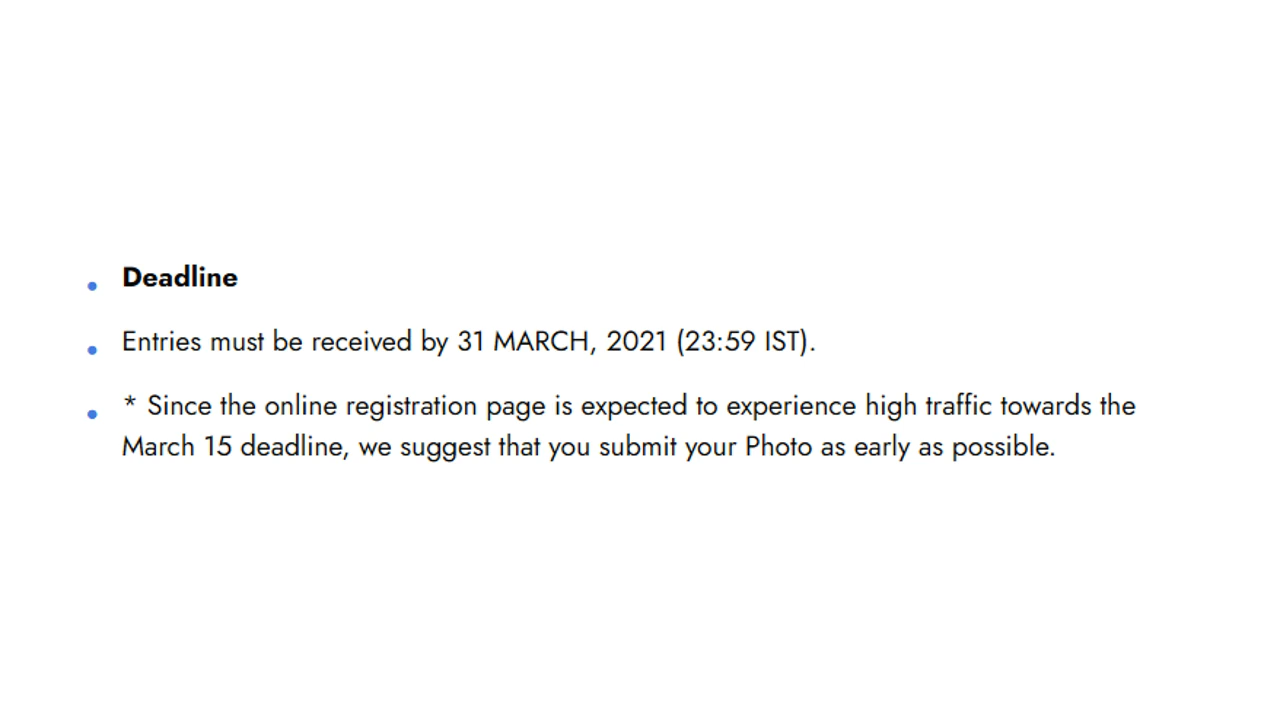 Deadline
Entries must be received by 31 MARCH, 2021 (23:59 IST).
* Since the online registration page is expected to experience high traffic towards the
March 15 deadline, we suggest that you submit your Photo as early as possible.